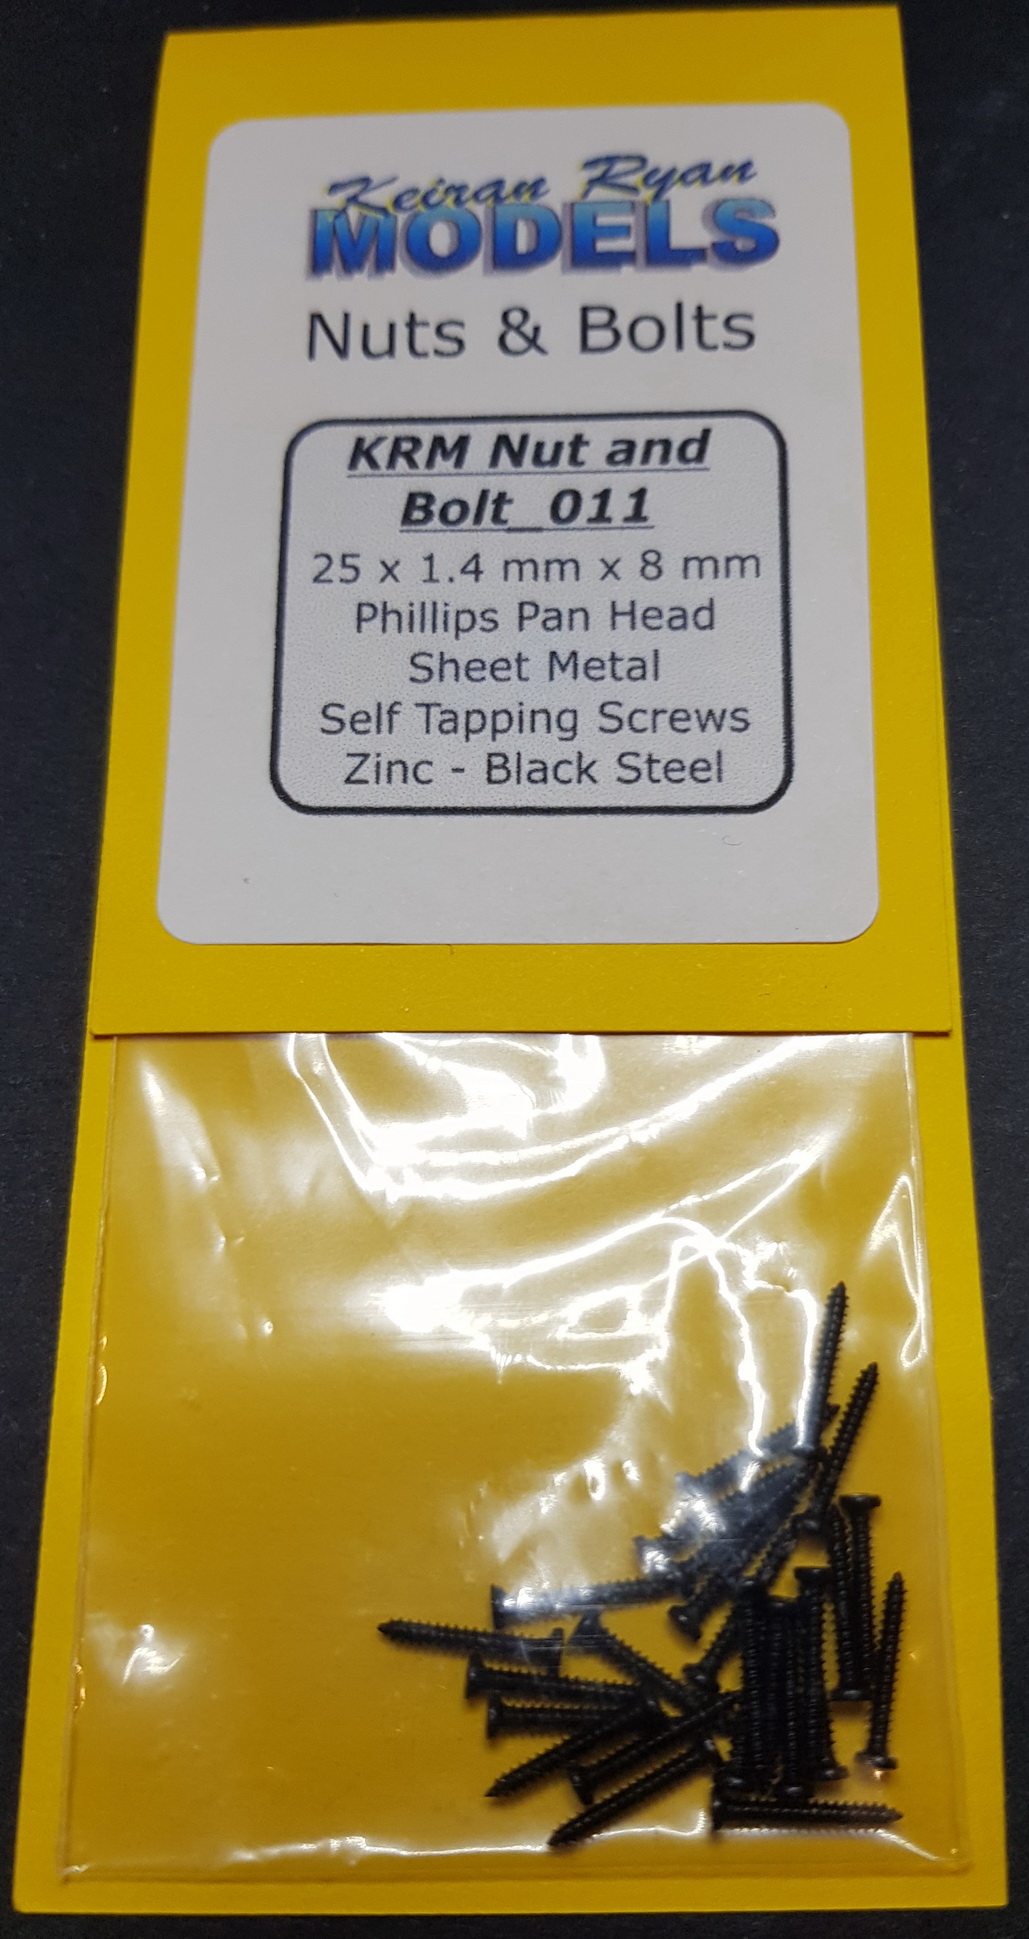 Keiran Ryan
MODELS
Nuts & Bolts
KRM Nut and
Bolt_011
25 x 1.4 mm x 8 mm
Phillips Pan Head
Sheet Metal
Self Tapping Screws
Zinc - Black Steel